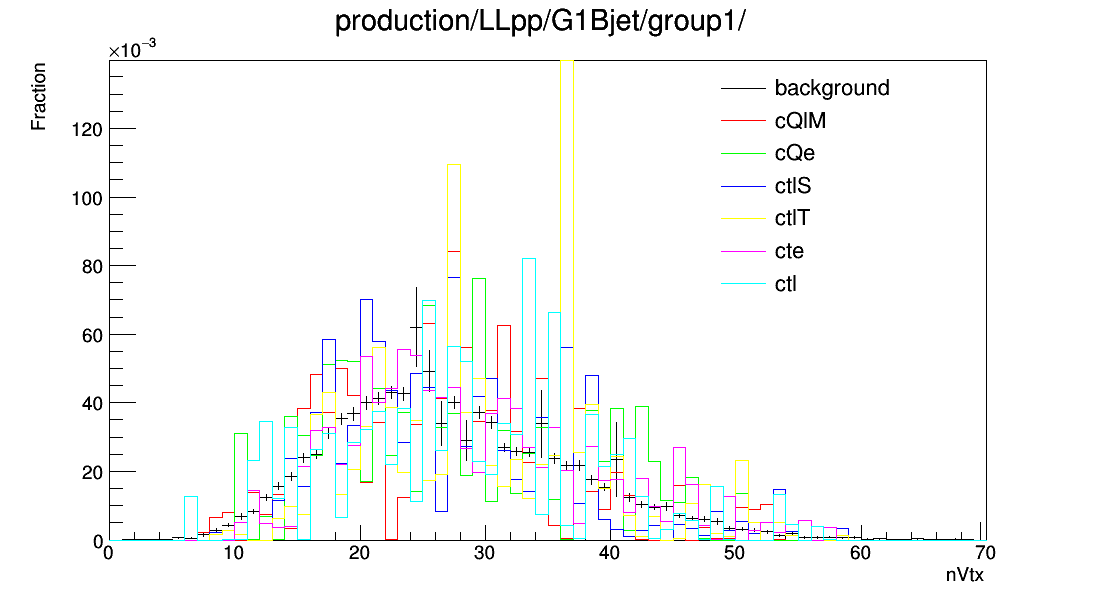 production/LLpp/G1Bjet/group1/
×10⁻³
Fraction
120
100
80
60
40
20
0
background
cQlM
cQe
ctlS
ctlT
cte
ctl
0 10 20 30 40 50 60 70
nVtx